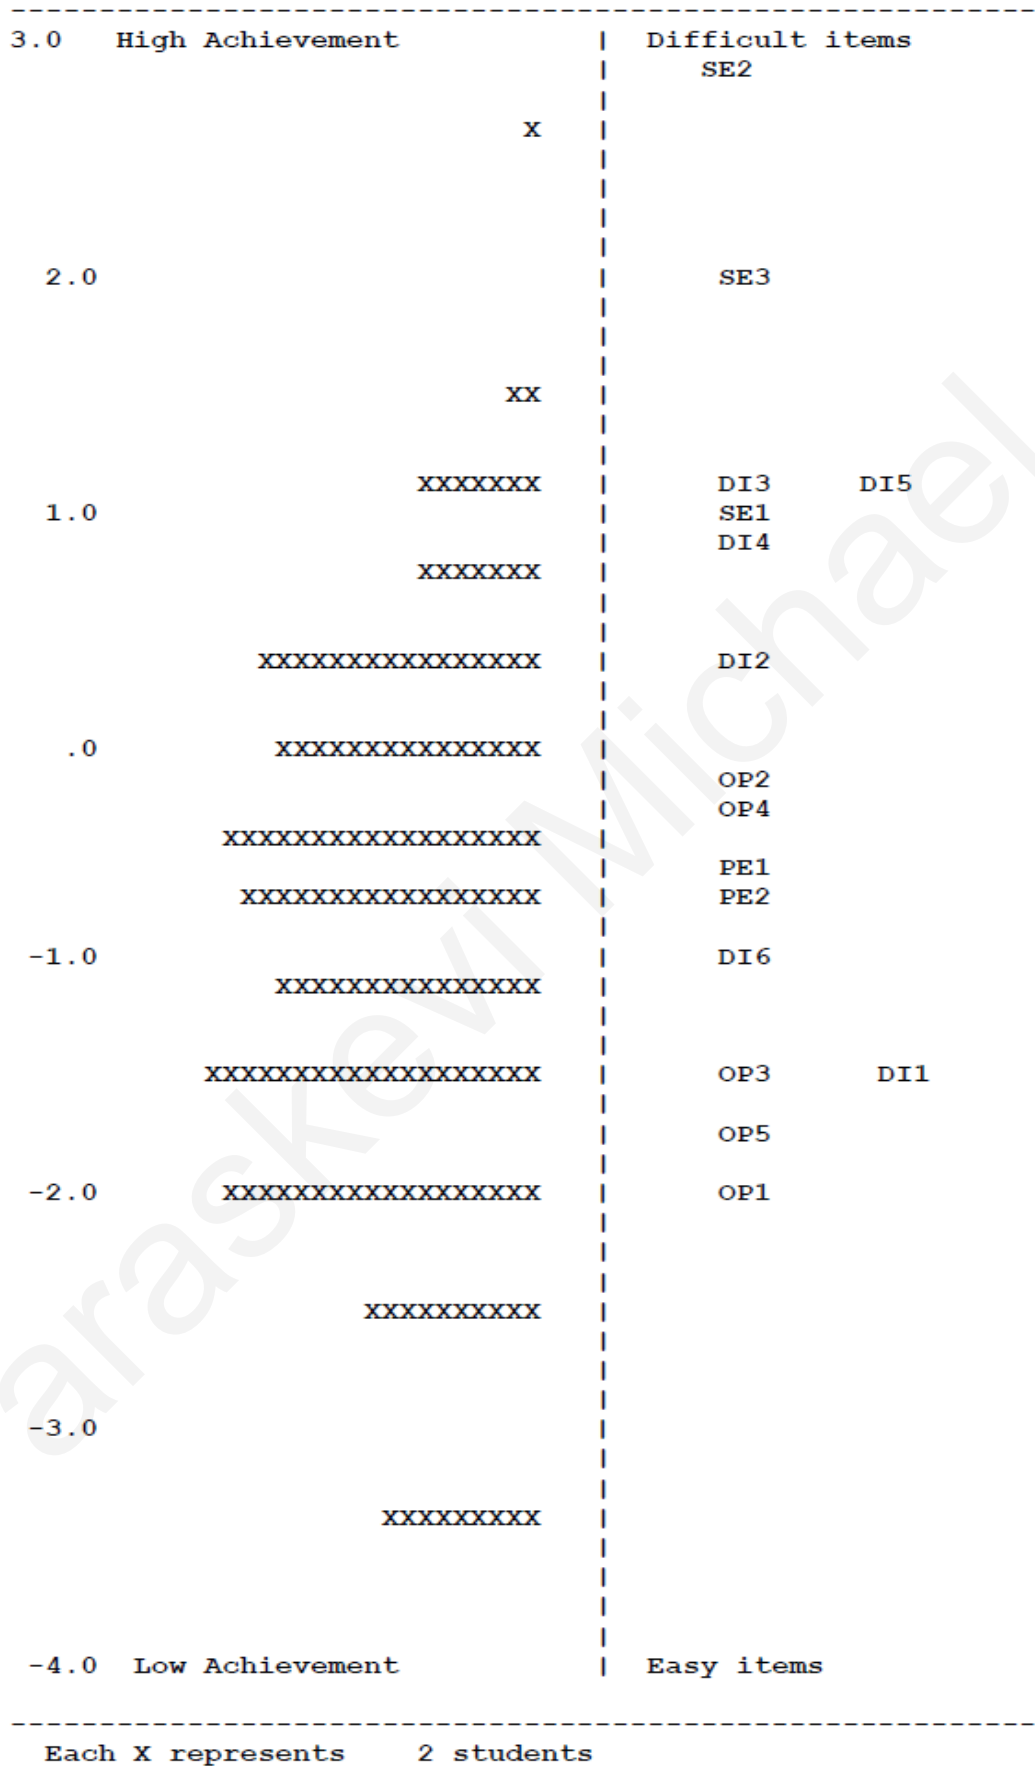 ------------------------------------------------------------
3.0 High Achievement | Difficult items
| SE2
|
X |
|
|
|
|
2.0 | SE3
|
|
|
XX |
|
|
XXXXXXX | DI3 DI5
1.0 | SE1
| DI4
XXXXXXX |
|
|
XXXXXXXXXXXXXXXX | DI2
|
|
.0 XXXXXXXXXXXXXXX |
| OP2
| OP4
XXXXXXXXXXXXXXXXXX |
| PE1
XXXXXXXXXXXXXXXXX | PE2
|
-1.0 | DI6
XXXXXXXXXXXXXXX |
|
|
XXXXXXXXXXXXXXXXXXX | OP3 DI1
|
| OP5
|
-2.0 XXXXXXXXXXXXXXXXXX | OP1
|
|
|
XXXXXXXXXX |
|
|
|
-3.0 |
|
|
XXXXXXXXX |
|
|
|
|
-4.0 Low Achievement | Easy items
------------------------------------------------------------
Each X represents 2 students
araskevi Michael